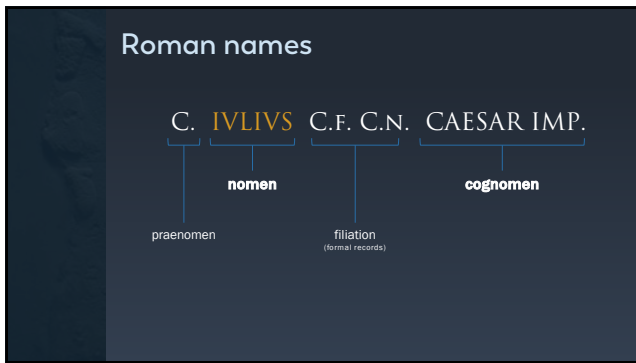 Roman names
C. IVLIVS C.F. C.N. CAESAR IMP.
nomen cognomen
praenomen filiation
(formal records)